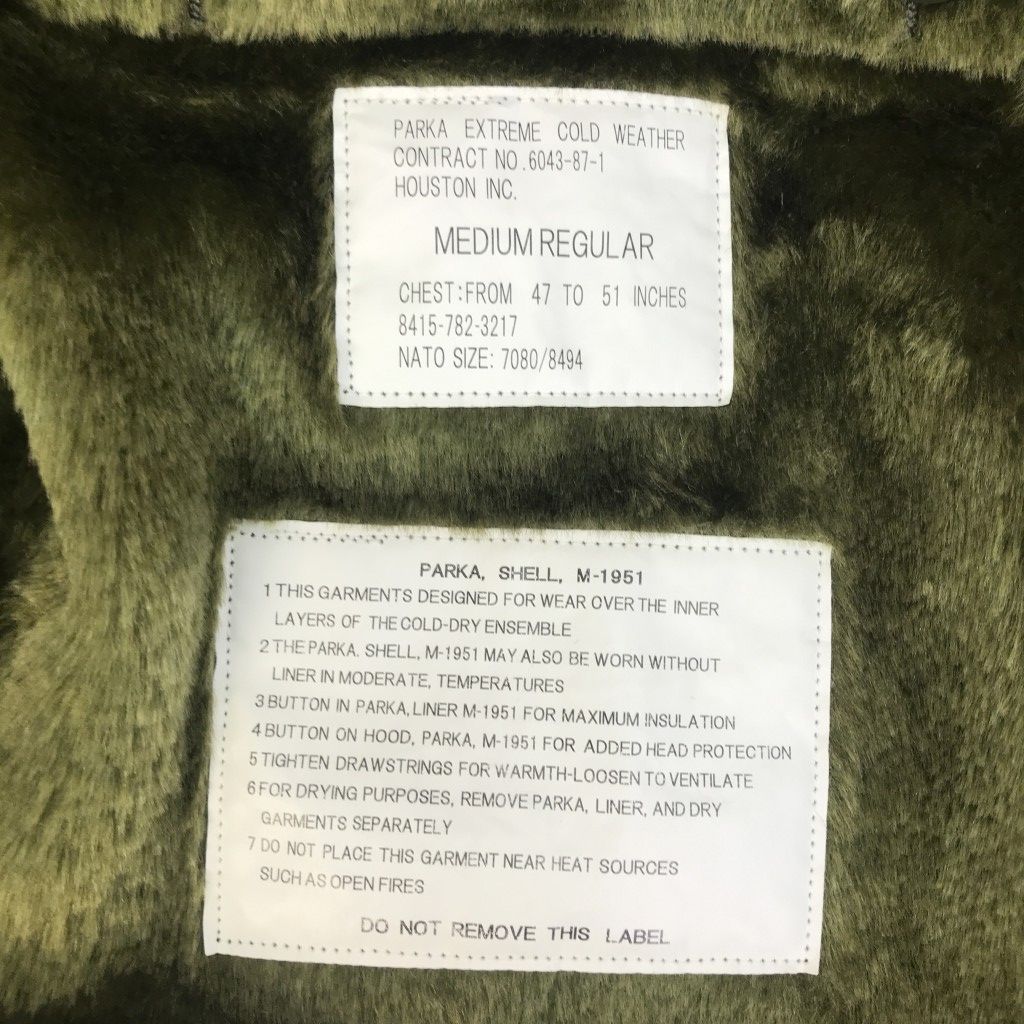 PARKA EXTREME COLD WEATHER
CONTRACT NO.6043-87-1
HOUSTON INC.
MEDIUM REGULAR
CHEST:FROM 47 TO 51 INCHES
8415-782-3217
NATO SIZE: 7080/8494
PARKA, SHELL, M-1951
1 THIS GARMENTS DESIGNED FOR WEAR OVER THE INNER
LAYERS OF THE COLD-DRY ENSEMBLE
2 THE PARKA. SHELL, M-1951 MAY ALSO BE WORN WITHOUT
LINER IN MODERATE, TEMPERATURES
3 BUTTON IN PARKA, LINER M-1951 FOR MAXIMUM INSULATION
4 BUTTON ON HOOD, PARKA, M-1951 FOR ADDED HEAD PROTECTION
5 TIGHTEN DRAWSTRINGS FOR WARMTH-LOOSEN TO VENTILATE
6 FOR DRYING PURPOSES, REMOVE PARKA, LINER, AND DRY
GARMENTS SEPARATELY
7 DO NOT PLACE THIS GARMENT NEAR HEAT SOURCES
SUCH AS OPEN FIRES
DO NOT REMOVE THIS LABEL